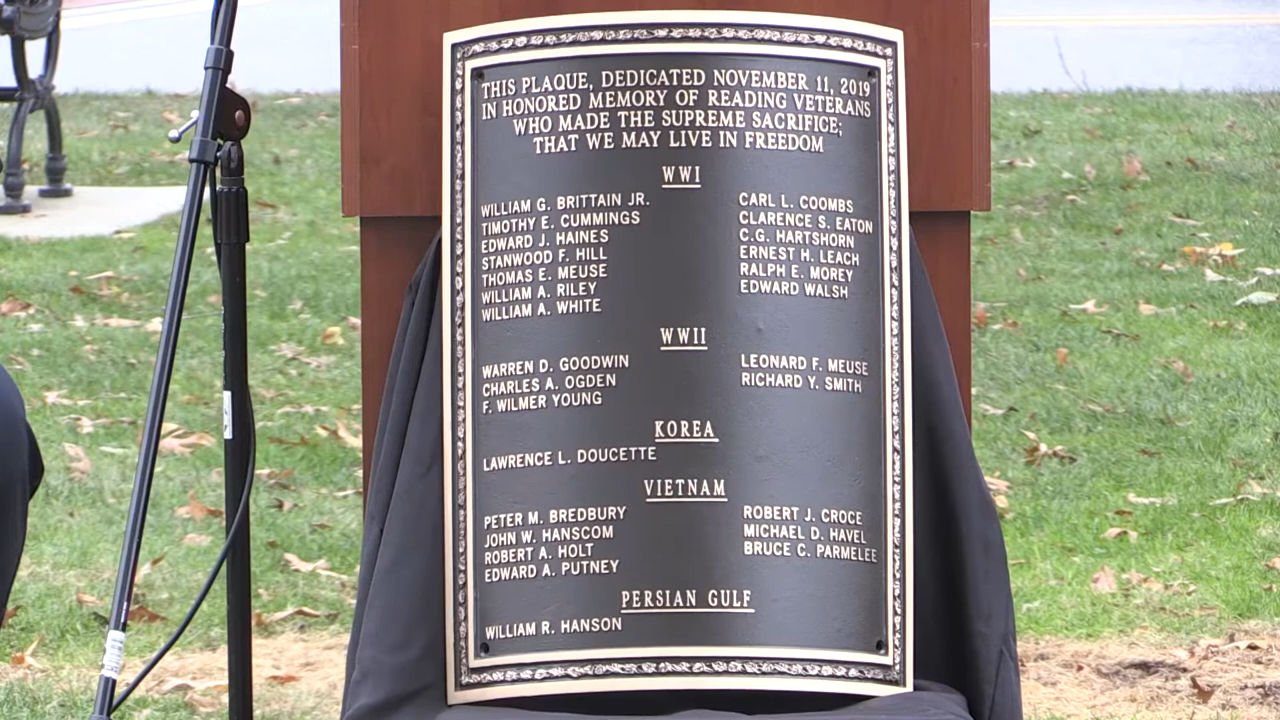 THIS PLAQUE, DEDICATED NOVEMBER 11, 2019
IN HONORED MEMORY OF READING VETERANS
WHO MADE THE SUPREME SACRIFICE;
THAT WE MAY LIVE IN FREEDOM
WWI
WILLIAM G. BRITTAIN JR.
TIMOTHY E. CUMMINGS
EDWARD J. HAINES
STANWOOD F. HILL
THOMAS E. MEUSE
WILLIAM A. RILEY
WILLIAM A. WHITE
CARL L. COOMBS
CLARENCE S. EATON
C.G. HARTSHORN
ERNEST H. LEACH
RALPH E. MOREY
EDWARD WALSH
WWII
WARREN D. GOODWIN
CHARLES A. OGDEN
F. WILMER YOUNG
LEONARD F. MEUSE
RICHARD Y. SMITH
KOREA
LAWRENCE L. DOUCETTE
VIETNAM
PETER M. BREDBURY
JOHN W. HANSCOM
ROBERT A. HOLT
EDWARD A. PUTNEY
ROBERT J. CROCE
MICHAEL D. HAVEL
BRUCE C. PARMELEE
PERSIAN GULF
WILLIAM R. HANSON